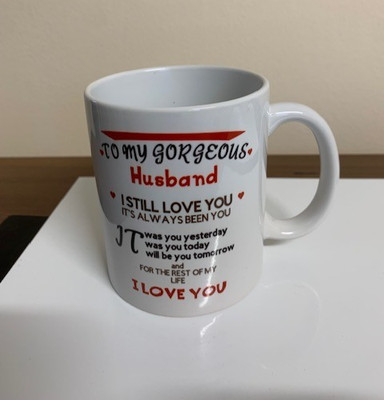 TO MY GORGEOUS
Husband
I STILL LOVE YOU
IT'S ALWAYS BEEN YOU
IT was you yesterday
was you today
will be you tomorrow
and
FOR THE REST OF MY
LIFE
I LOVE YOU